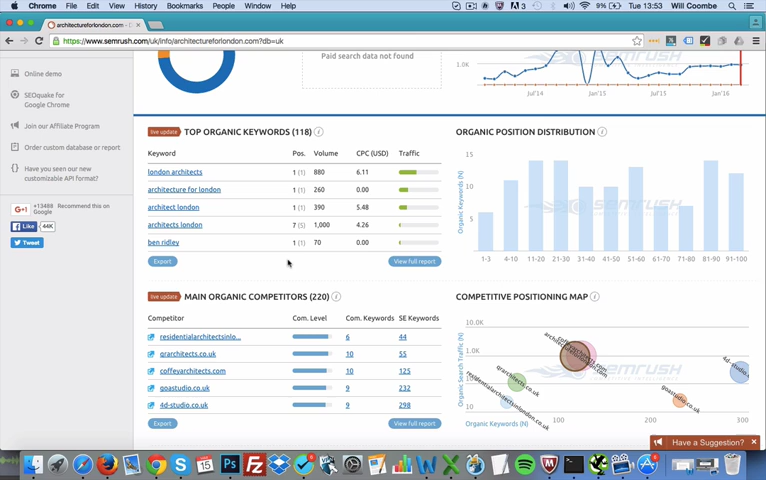 Chrome File Edit View History Bookmarks People Window Help
3 Tue 13:53 Will Coombe
architectureforlondon.com – D
https://www.semrush.com/uk/info/architectureforlondon.com?db=uk
Online demo
SEOquake for
Google Chrome
Join our Affiliate Program
Order custom database or report
Have you seen our new
customizable API format?
G+1 +13488 Recommend this on
Google
Like 44K
Tweet
Paid search data not found
1.0K
Jul'14 Jan'15 Jul'15 Jan'16
SEMRUSH
live update TOP ORGANIC KEYWORDS (118) i
Keyword Pos. Volume CPC (USD) Traffic
london architects 1 (1) 880 6.11
architecture for london 1 (1) 260 0.00
architect london 1 (1) 390 5.48
architects london 7 (5) 1,000 4.26
ben ridley 1 (1) 70 0.00
Export View full report
ORGANIC POSITION DISTRIBUTION i
Organic Keywords (N)
15
10
5
SEMRUSH
1-3 4-10 11-20 21-30 31-40 41-50 51-60 61-70 71-80 81-90 91-100
live update MAIN ORGANIC COMPETITORS (220) i
Competitor Com. Level Com. Keywords SE Keywords
residentialarchitectsinlo... 6 44
qrarchitects.co.uk 10 55
coffeyarchitects.com 10 125
goastudio.co.uk 9 232
4d-studio.co.uk 9 298
Export View full report
COMPETITIVE POSITIONING MAP i
Organic Search Traffic (N)
10.0K
1.0K
100
10
SEMRUSH
coffeyarchitects.com
qrarchitects.co.uk
residentialarchitectsinlondon.co.uk
goastudio.co.uk
4d-studio.co.uk
Organic Keywords (N) 100 200 300
Have a Suggestion? ×